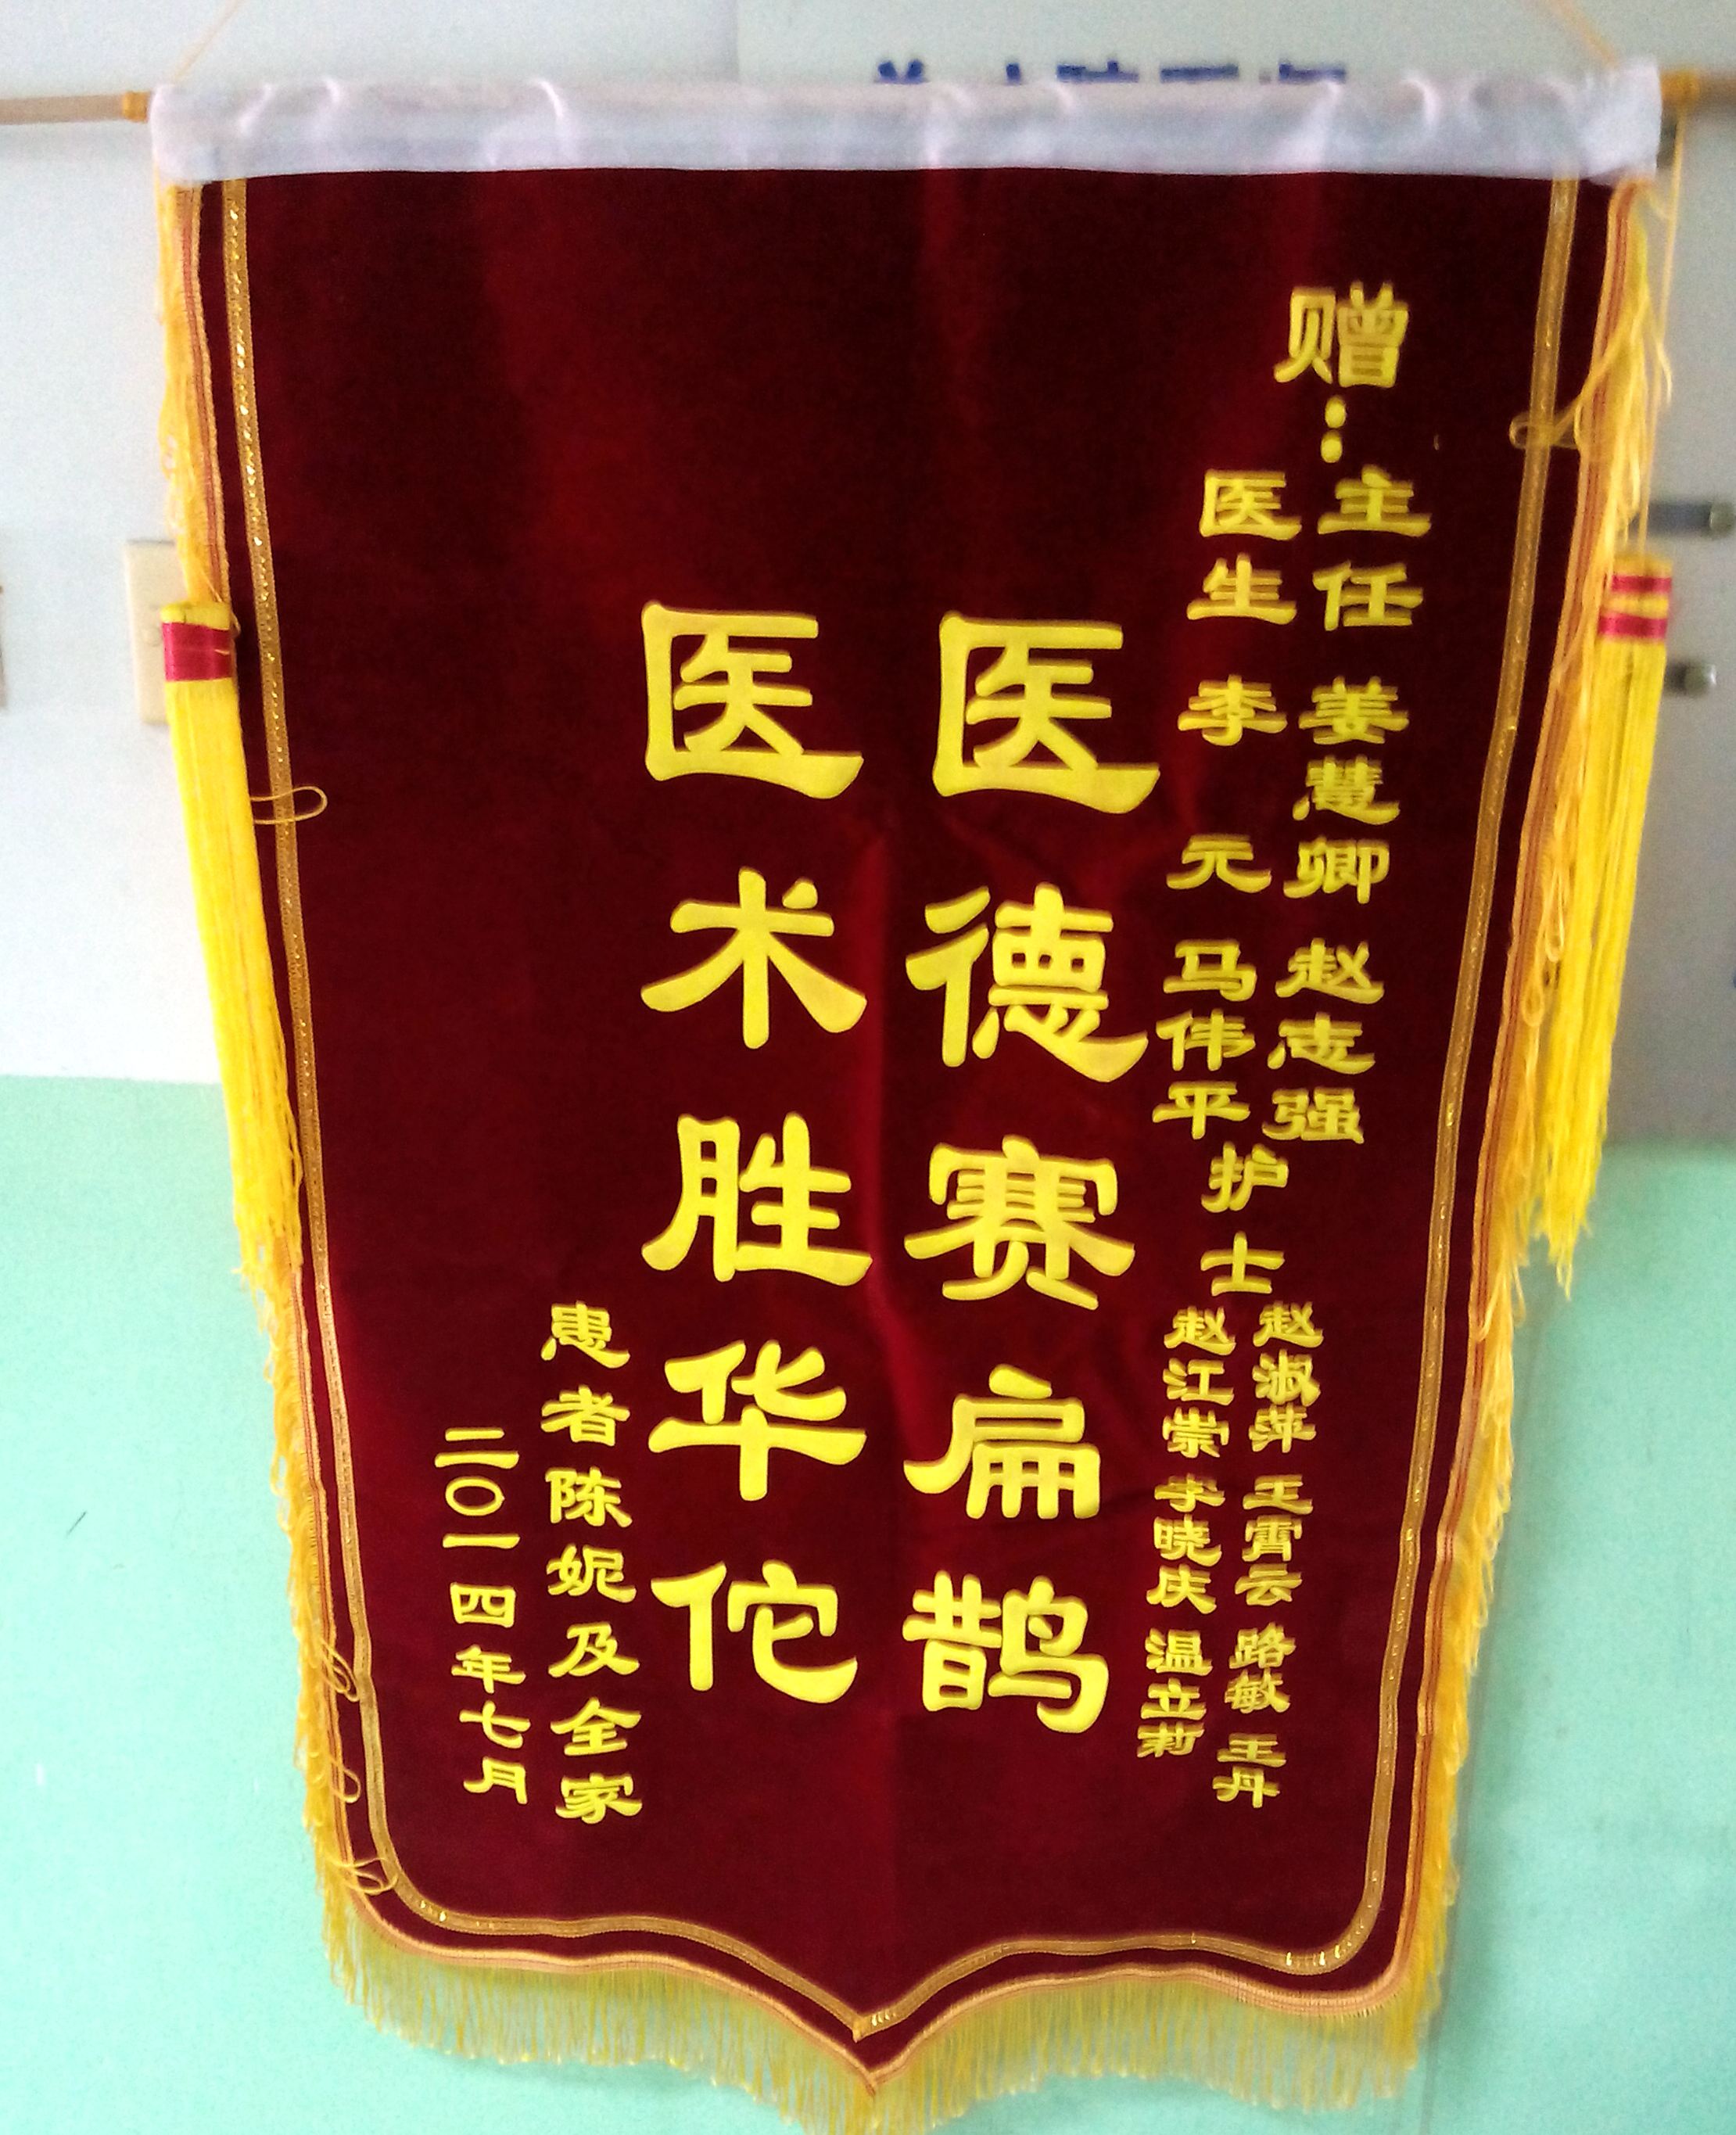 赠：
主任 姜慧卿 赵志强
医生 李元 马伟平
护士
赵淑萍 王霄云 路敏 王丹
赵江崇 李晓庆 温立莉
医德赛扁鹊
医术胜华佗
患者陈妮及全家
二〇一四年七月